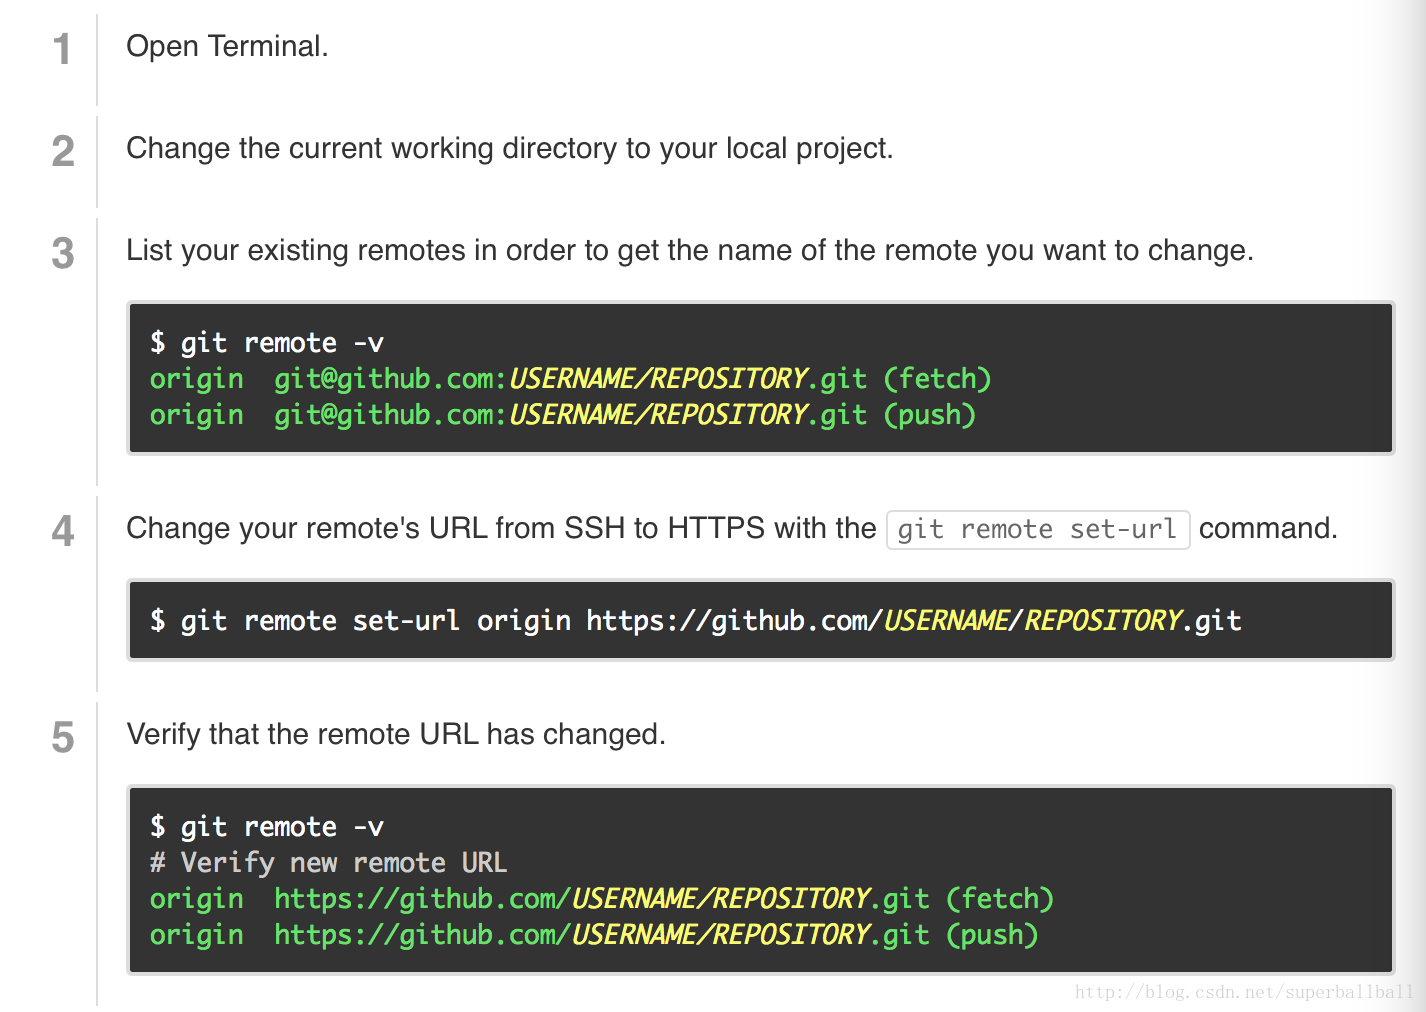 1 Open Terminal.
2 Change the current working directory to your local project.
3 List your existing remotes in order to get the name of the remote you want to change.
$ git remote -v
origin  git@github.com:USERNAME/REPOSITORY.git (fetch)
origin  git@github.com:USERNAME/REPOSITORY.git (push)
4 Change your remote's URL from SSH to HTTPS with the git remote set-url command.
$ git remote set-url origin https://github.com/USERNAME/REPOSITORY.git
5 Verify that the remote URL has changed.
$ git remote -v
# Verify new remote URL
origin  https://github.com/USERNAME/REPOSITORY.git (fetch)
origin  https://github.com/USERNAME/REPOSITORY.git (push)
http://blog.csdn.net/superballball